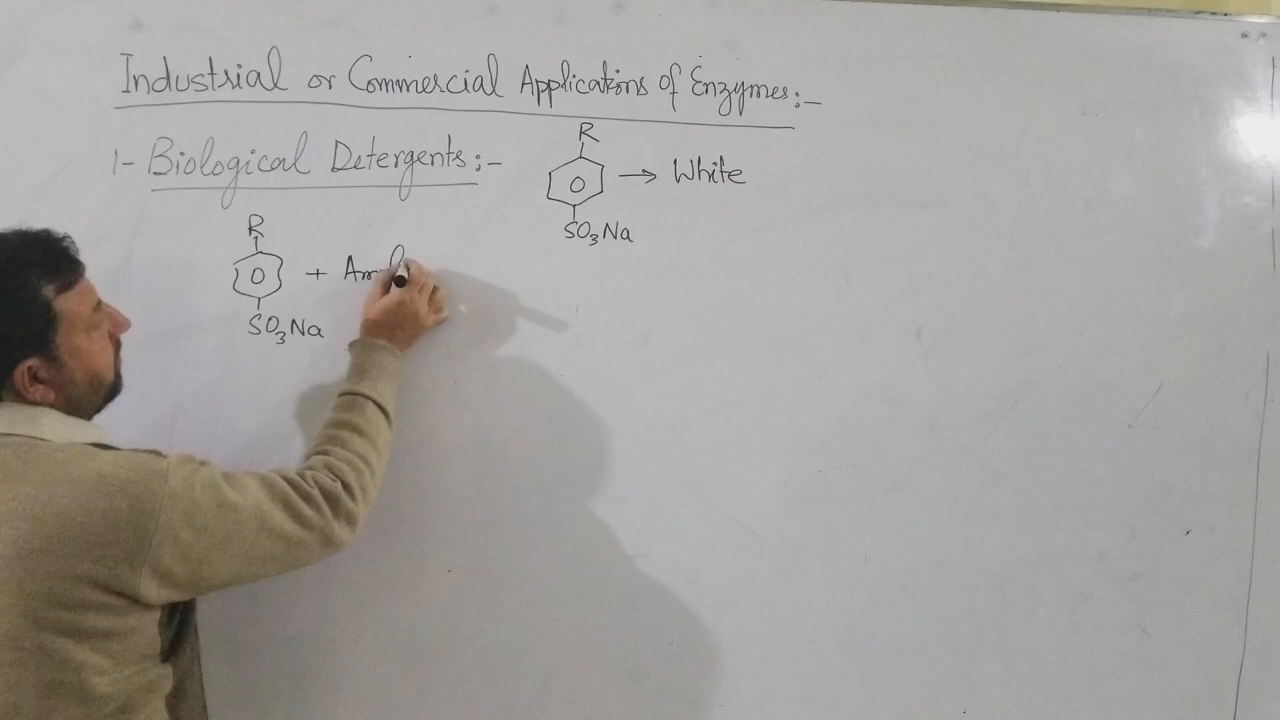 Industrial or Commercial Applications of Enzymes:-
1- Biological Detergents:-
R
O → White
SO3Na
R
O +
SO3Na